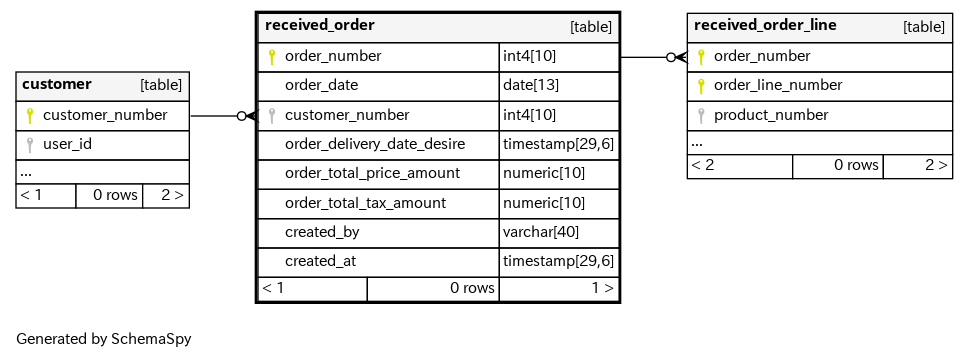 customer [table]
customer_number
user_id
...
< 1 0 rows 2 >
received_order [table]
order_number int4[10]
order_date date[13]
customer_number int4[10]
order_delivery_date_desire timestamp[29,6]
order_total_price_amount numeric[10]
order_total_tax_amount numeric[10]
created_by varchar[40]
created_at timestamp[29,6]
< 1 0 rows 1 >
received_order_line [table]
order_number
order_line_number
product_number
...
< 2 0 rows 2 >
Generated by SchemaSpy